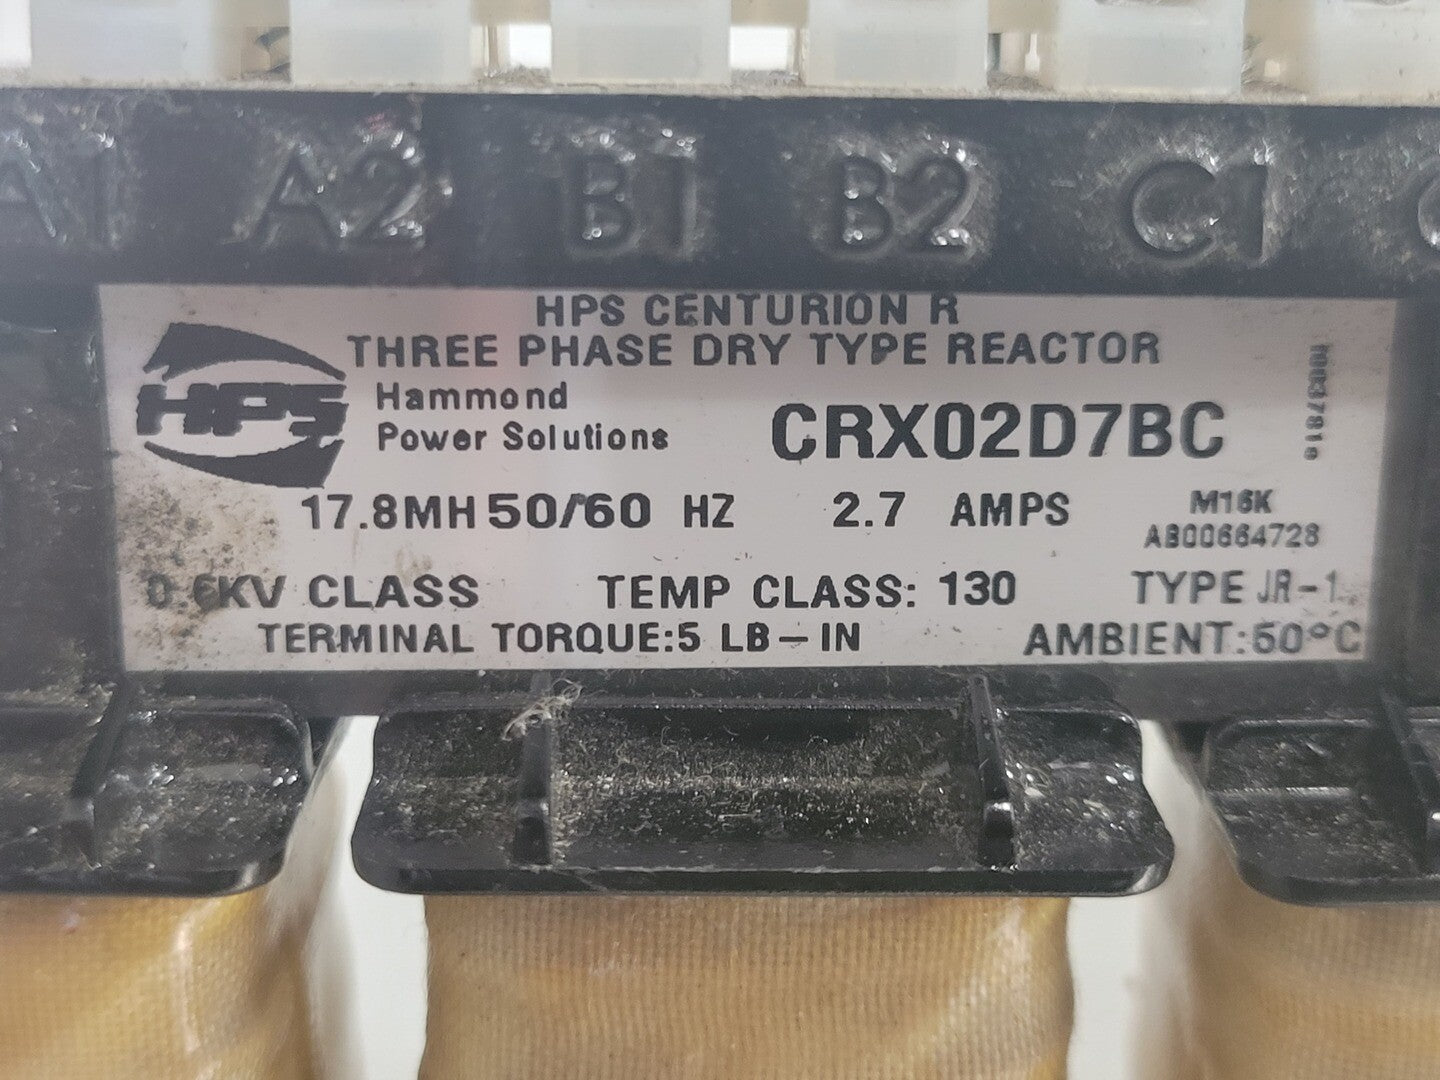 A1 A2 B1 B2 C1
HPS CENTURION R
THREE PHASE DRY TYPE REACTOR
HPS
Hammond
Power Solutions
CRX02D7BC
17.8MH 50/60 HZ 2.7 AMPS
M16K
AB00664728
0.6KV CLASS TEMP CLASS: 130 TYPE JR-1
TERMINAL TORQUE:5 LB-IN AMBIENT:50°C